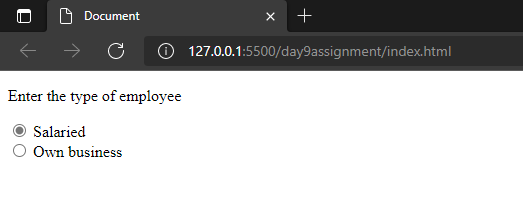 Document
127.0.0.1:5500/day9assignment/index.html
Enter the type of employee
Salaried
Own business